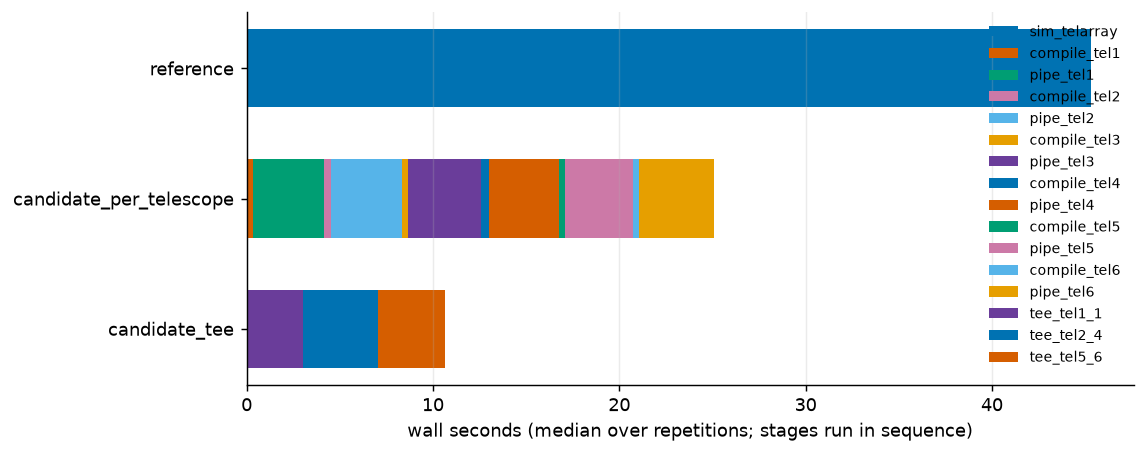 reference
candidate_per_telescope
candidate_tee
sim_telarray
compile_tel1
pipe_tel1
compile_tel2
pipe_tel2
compile_tel3
pipe_tel3
compile_tel4
pipe_tel4
compile_tel5
pipe_tel5
compile_tel6
pipe_tel6
tee_tel1_1
tee_tel2_4
tee_tel5_6
0 10 20 30 40
wall seconds (median over repetitions; stages run in sequence)